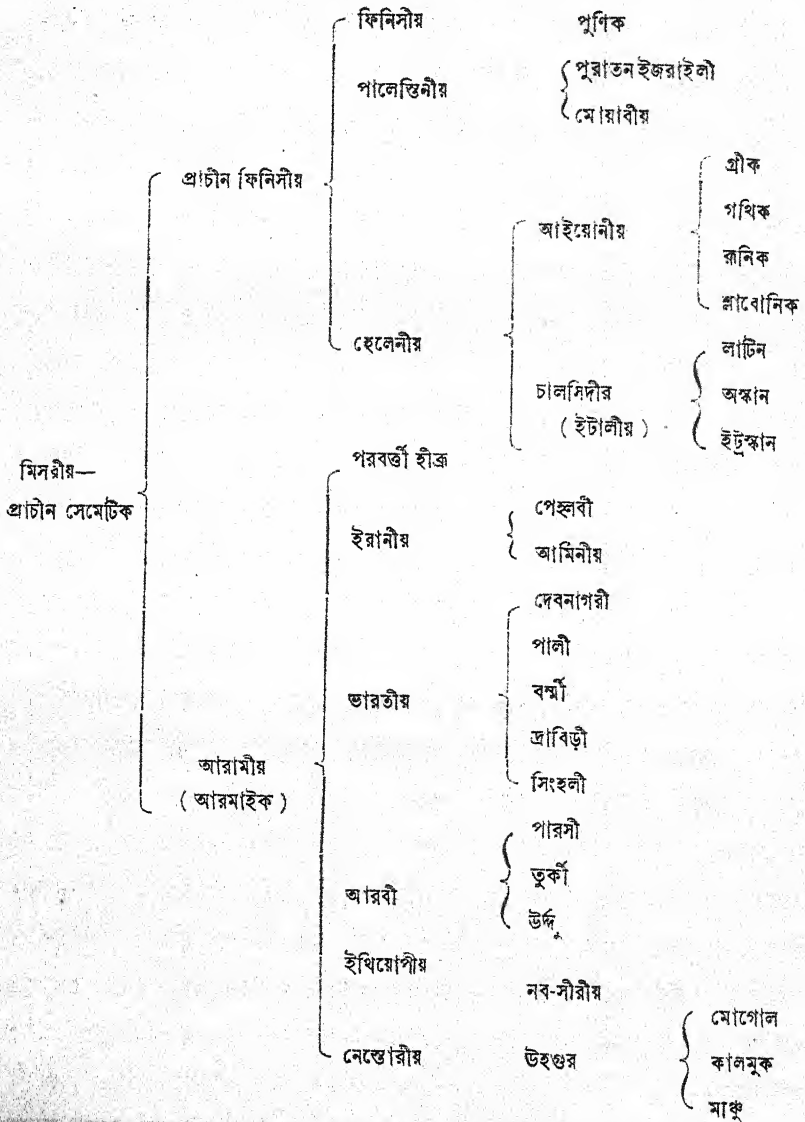 ফিনিসীয় পুণিক
পালেস্তিনীয় পুরাতন ইজরাইলী
মোয়াবীয়
প্রাচীন ফিনিসীয়
গ্রীক
গথিক
আইয়োনীয়
রূনিক
শ্লাবোনিক
হেলেনীয়
লাটিন
চালসিদীর
অস্কান
( ইটালীয় )
ইট্রস্কান
মিসরীয়—
প্রাচীন সেমেটিক
পরবর্ত্তী হীব্রু
পেহ্লবী
ইরানীয়
আর্মিনীয়
দেবনাগরী
পালী
ভারতীয়
বর্ম্মী
দ্রাবিড়ী
আরামীয়
( আরমাইক )
সিংহলী
পারসী
আরবী
তুর্কী
উর্দ্দু
ইথিয়োপীয়
নব-সীরীয়
নেস্তোরীয় উহগুর
মোগোল
কালমুক
মাঞ্চু